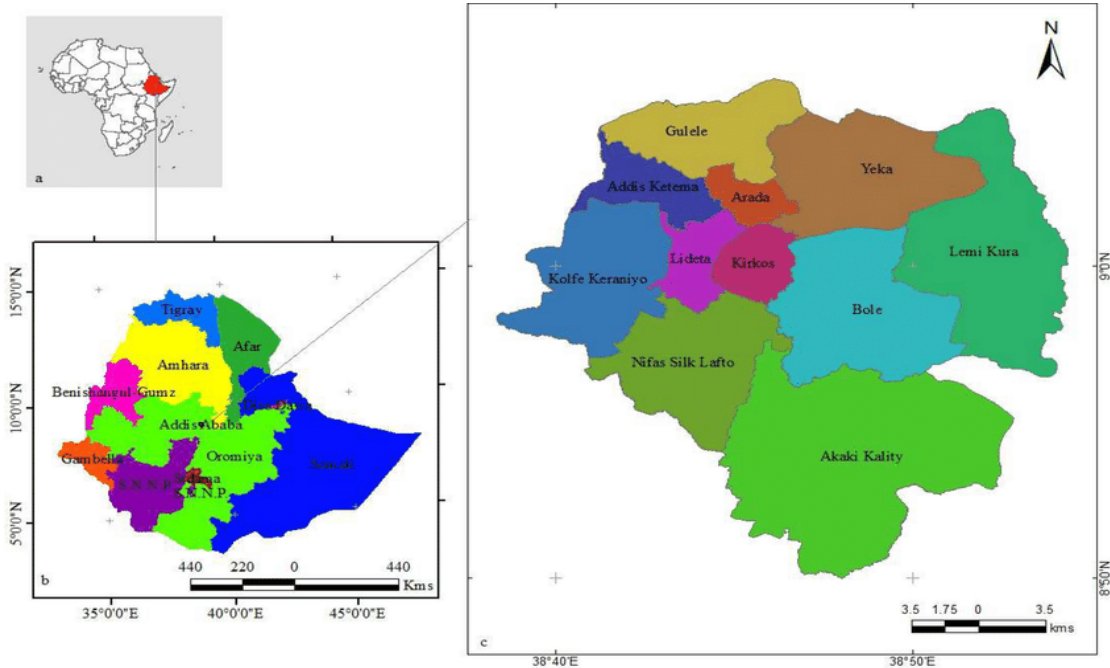 a
15°0'0"N
10°0'0"N
5°0'0"N
Tigray
Afar
Amhara
Benishanyul-Gumz
Addis Ababa
Oromiya
Somali
Gambella
S.N.N.P.
Sidama
S.N.N.P.
440 220 0 440
Kms
b
35°0'0"E 40°0'0"E 45°0'0"E
N
Gulele
Yeka
Addis Ketema
Arada
Lemi Kura
Lideta
Kirkos
Kolfe Keraniyo
Bole
Nifas Silk Lafto
Akaki Kality
9°0'N
8°50'N
3.5 1.75 0 3.5
kms
c
38°40'E 38°50'E